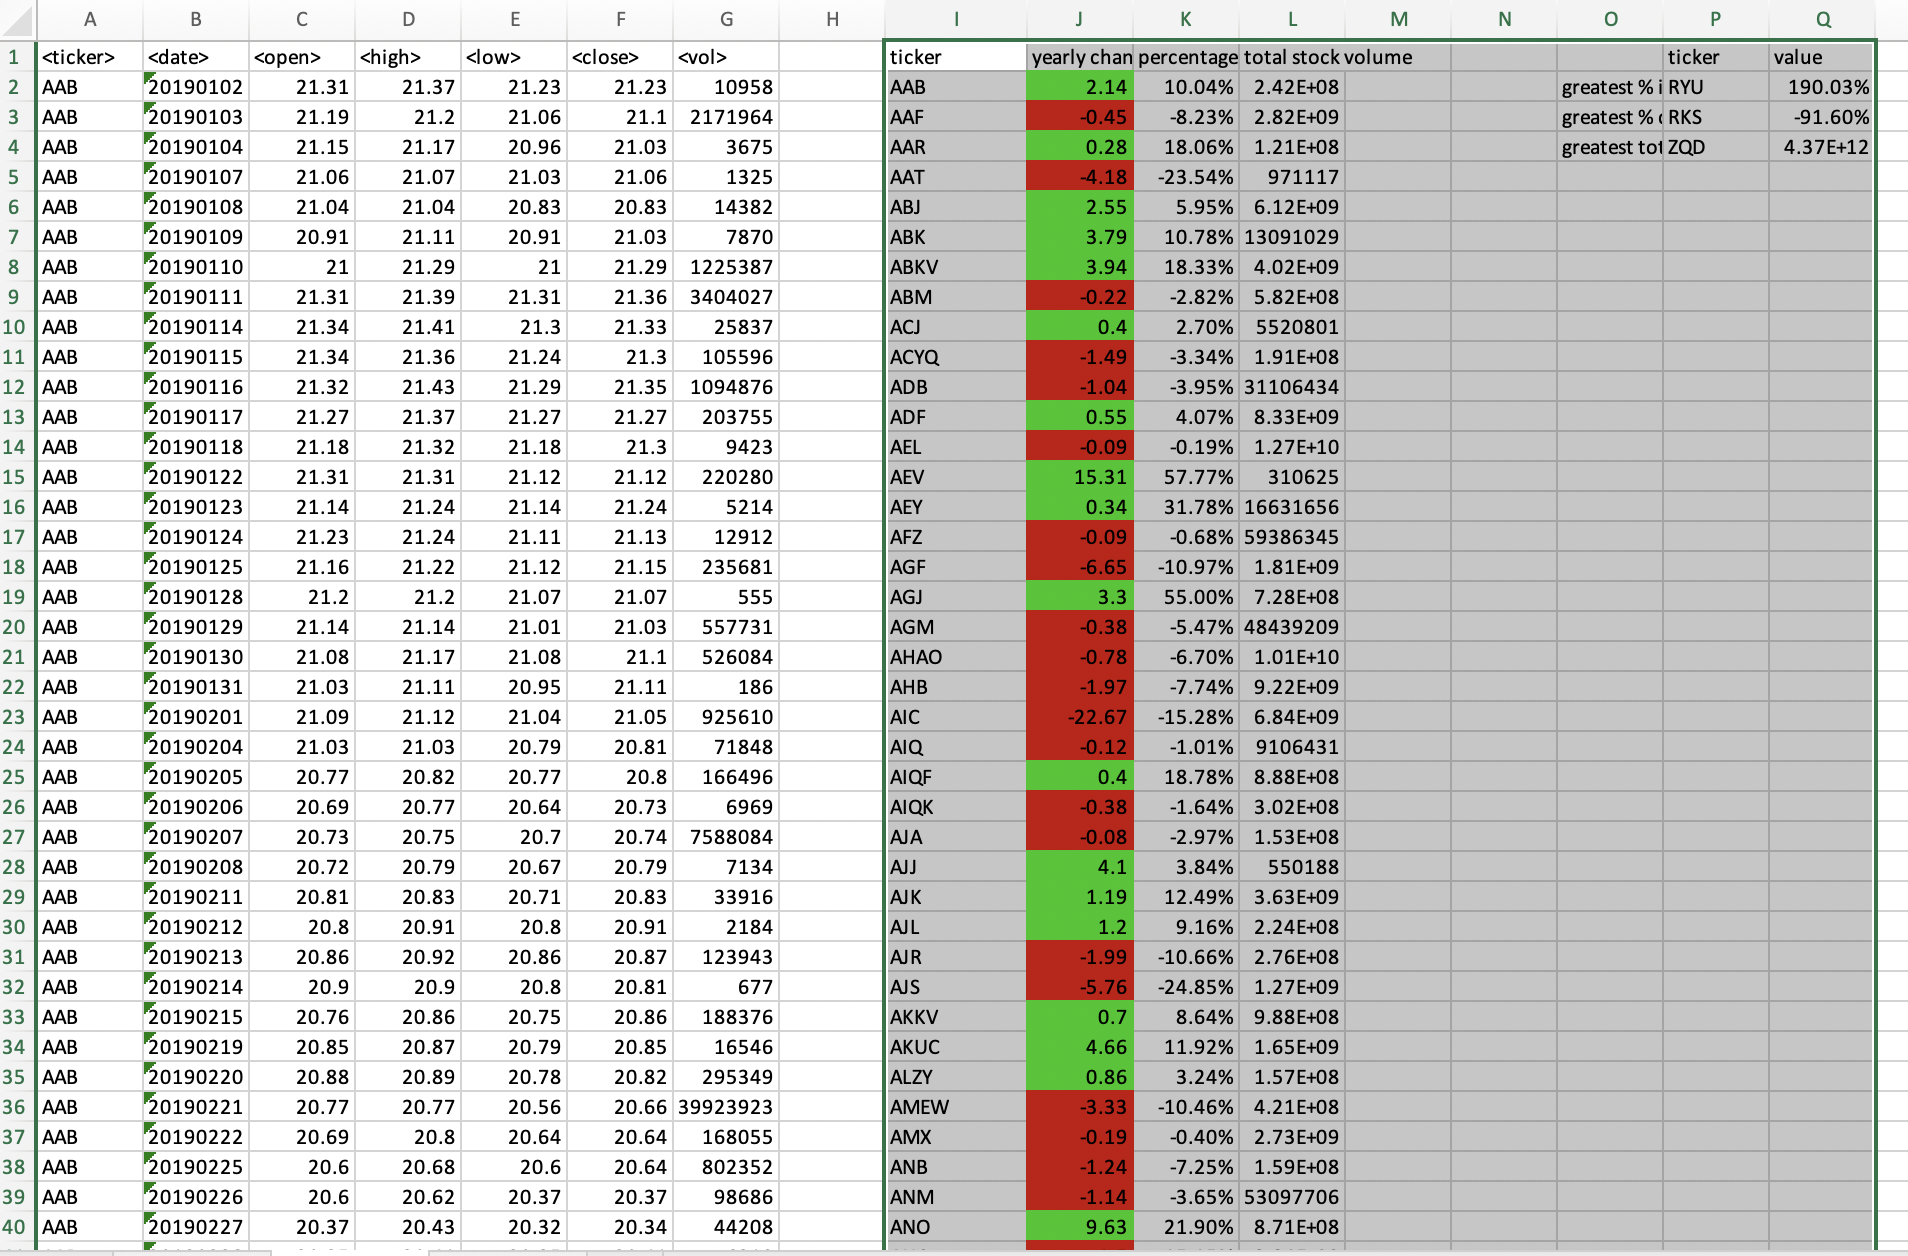 A B C D E F G H I J K L M N O P Q
1 <ticker> <date> <open> <high> <low> <close> <vol> ticker yearly chan percentage total stock volume ticker value
2 AAB 20190102 21.31 21.37 21.23 21.23 10958 AAB 2.14 10.04% 2.42E+08 greatest % i RYU 190.03%
3 AAB 20190103 21.19 21.2 21.06 21.1 2171964 AAF -0.45 -8.23% 2.82E+09 greatest % RKS -91.60%
4 AAB 20190104 21.15 21.17 20.96 21.03 3675 AAR 0.28 18.06% 1.21E+08 greatest tot ZQD 4.37E+12
5 AAB 20190107 21.06 21.07 21.03 21.06 1325 AAT -4.18 -23.54% 971117
6 AAB 20190108 21.04 21.04 20.83 20.83 14382 ABJ 2.55 5.95% 6.12E+09
7 AAB 20190109 20.91 21.11 20.91 21.03 7870 ABK 3.79 10.78% 13091029
8 AAB 20190110 21 21.29 21 21.29 1225387 ABKV 3.94 18.33% 4.02E+09
9 AAB 20190111 21.31 21.39 21.31 21.36 3404027 ABM -0.22 -2.82% 5.82E+08
10 AAB 20190114 21.34 21.41 21.3 21.33 25837 ACJ 0.4 2.70% 5520801
11 AAB 20190115 21.34 21.36 21.24 21.3 105596 ACYQ -1.49 -3.34% 1.91E+08
12 AAB 20190116 21.32 21.43 21.29 21.35 1094876 ADB -1.04 -3.95% 31106434
13 AAB 20190117 21.27 21.37 21.27 21.27 203755 ADF 0.55 4.07% 8.33E+09
14 AAB 20190118 21.18 21.32 21.18 21.3 9423 AEL -0.09 -0.19% 1.27E+10
15 AAB 20190122 21.31 21.31 21.12 21.12 220280 AEV 15.31 57.77% 310625
16 AAB 20190123 21.14 21.24 21.14 21.24 5214 AEY 0.34 31.78% 16631656
17 AAB 20190124 21.23 21.24 21.11 21.13 12912 AFZ -0.09 -0.68% 59386345
18 AAB 20190125 21.16 21.22 21.12 21.15 235681 AGF -6.65 -10.97% 1.81E+09
19 AAB 20190128 21.2 21.2 21.07 21.07 555 AGJ 3.3 55.00% 7.28E+08
20 AAB 20190129 21.14 21.14 21.01 21.03 557731 AGM -0.38 -5.47% 48439209
21 AAB 20190130 21.08 21.17 21.08 21.1 526084 AHAO -0.78 -6.70% 1.01E+10
22 AAB 20190131 21.03 21.11 20.95 21.11 186 AHB -1.97 -7.74% 9.22E+09
23 AAB 20190201 21.09 21.12 21.04 21.05 925610 AIC -22.67 -15.28% 6.84E+09
24 AAB 20190204 21.03 21.03 20.79 20.81 71848 AIQ -0.12 -1.01% 9106431
25 AAB 20190205 20.77 20.82 20.77 20.8 166496 AIQF 0.4 18.78% 8.88E+08
26 AAB 20190206 20.69 20.77 20.64 20.73 6969 AIQK -0.38 -1.64% 3.02E+08
27 AAB 20190207 20.73 20.75 20.7 20.74 7588084 AJA -0.08 -2.97% 1.53E+08
28 AAB 20190208 20.72 20.79 20.67 20.79 7134 AJJ 4.1 3.84% 550188
29 AAB 20190211 20.81 20.83 20.71 20.83 33916 AJK 1.19 12.49% 3.63E+09
30 AAB 20190212 20.8 20.91 20.8 20.91 2184 AJL 1.2 9.16% 2.24E+08
31 AAB 20190213 20.86 20.92 20.86 20.87 123943 AJR -1.99 -10.66% 2.76E+08
32 AAB 20190214 20.9 20.9 20.8 20.81 677 AJS -5.76 -24.85% 1.27E+09
33 AAB 20190215 20.76 20.86 20.75 20.86 188376 AKKV 0.7 8.64% 9.88E+08
34 AAB 20190219 20.85 20.87 20.79 20.85 16546 AKUC 4.66 11.92% 1.65E+09
35 AAB 20190220 20.88 20.89 20.78 20.82 295349 ALZY 0.86 3.24% 1.57E+08
36 AAB 20190221 20.77 20.77 20.56 20.66 39923923 AMEW -3.33 -10.46% 4.21E+08
37 AAB 20190222 20.69 20.8 20.64 20.64 168055 AMX -0.19 -0.40% 2.73E+09
38 AAB 20190225 20.6 20.68 20.6 20.64 802352 ANB -1.24 -7.25% 1.59E+08
39 AAB 20190226 20.6 20.62 20.37 20.37 98686 ANM -1.14 -3.65% 53097706
40 AAB 20190227 20.37 20.43 20.32 20.34 44208 ANO 9.63 21.90% 8.71E+08